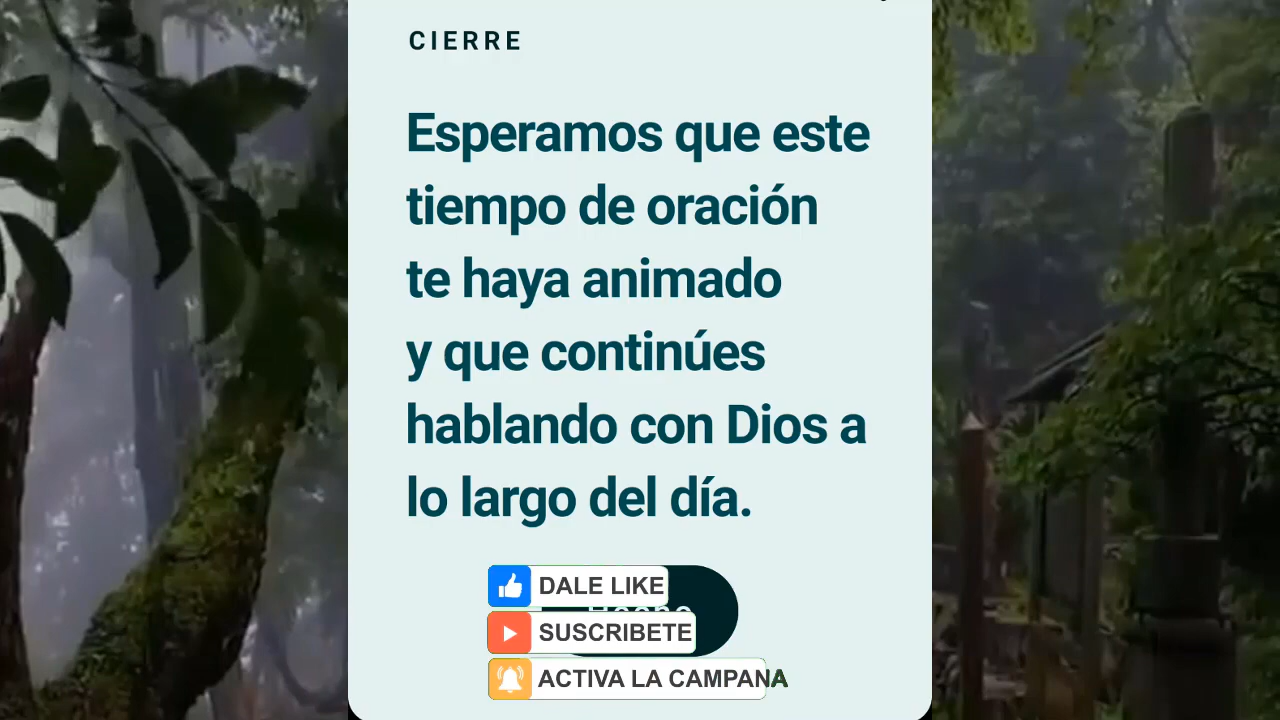 CIERRE
Esperamos que este
tiempo de oración
te haya animado
y que continúes
hablando con Dios a
lo largo del día.
DALE LIKE
SUSCRIBETE
ACTIVA LA CAMPANA